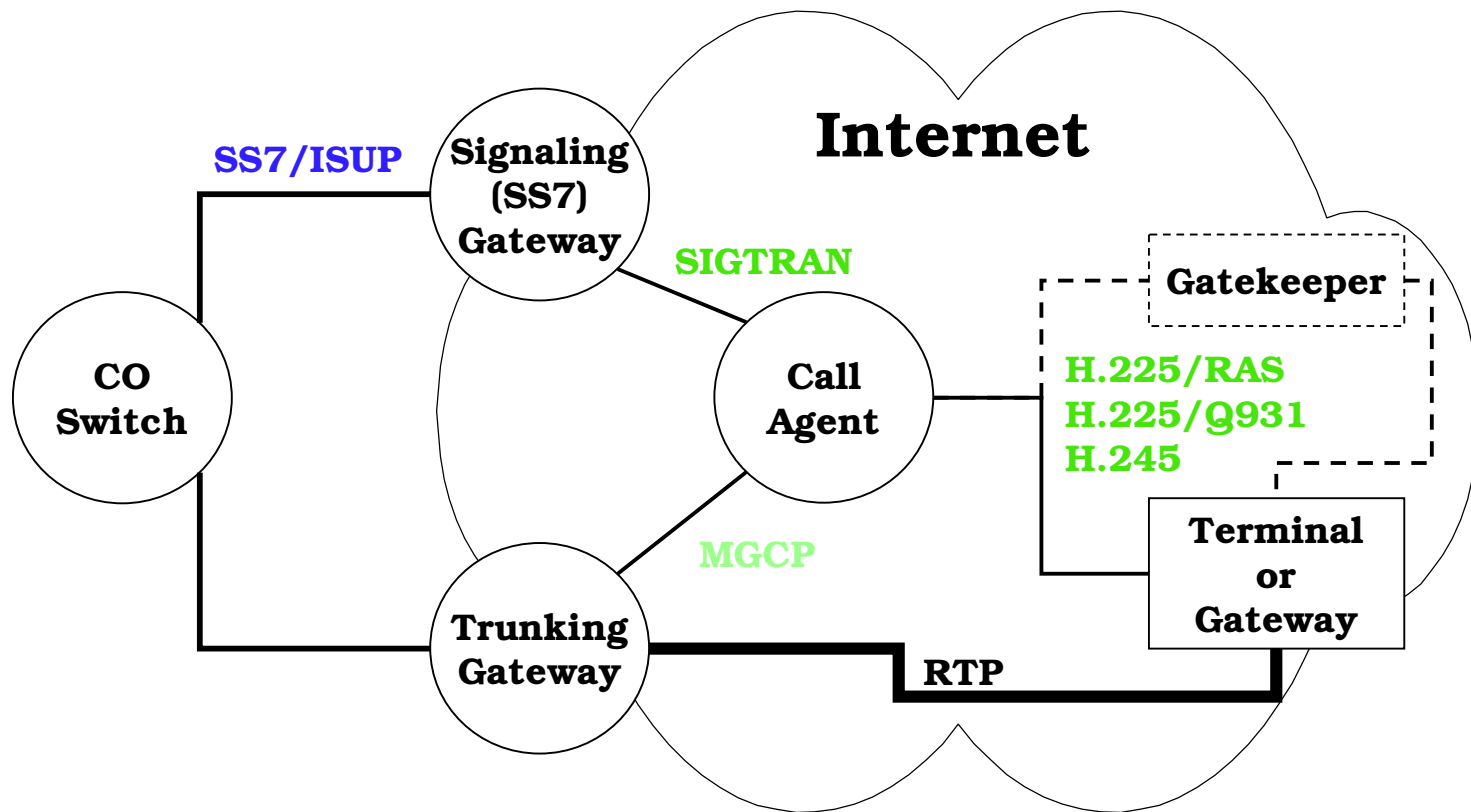 Internet
SS7/ISUP
Signaling
(SS7)
Gateway
SIGTRAN
Gatekeeper
CO
Switch
Call
Agent
H.225/RAS
H.225/Q931
H.245
MGCP
Terminal
or
Gateway
Trunking
Gateway
RTP